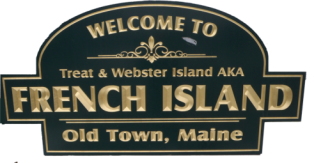 WELCOME TO
Treat & Webster Island AKA
FRENCH ISLAND
Old Town, Maine